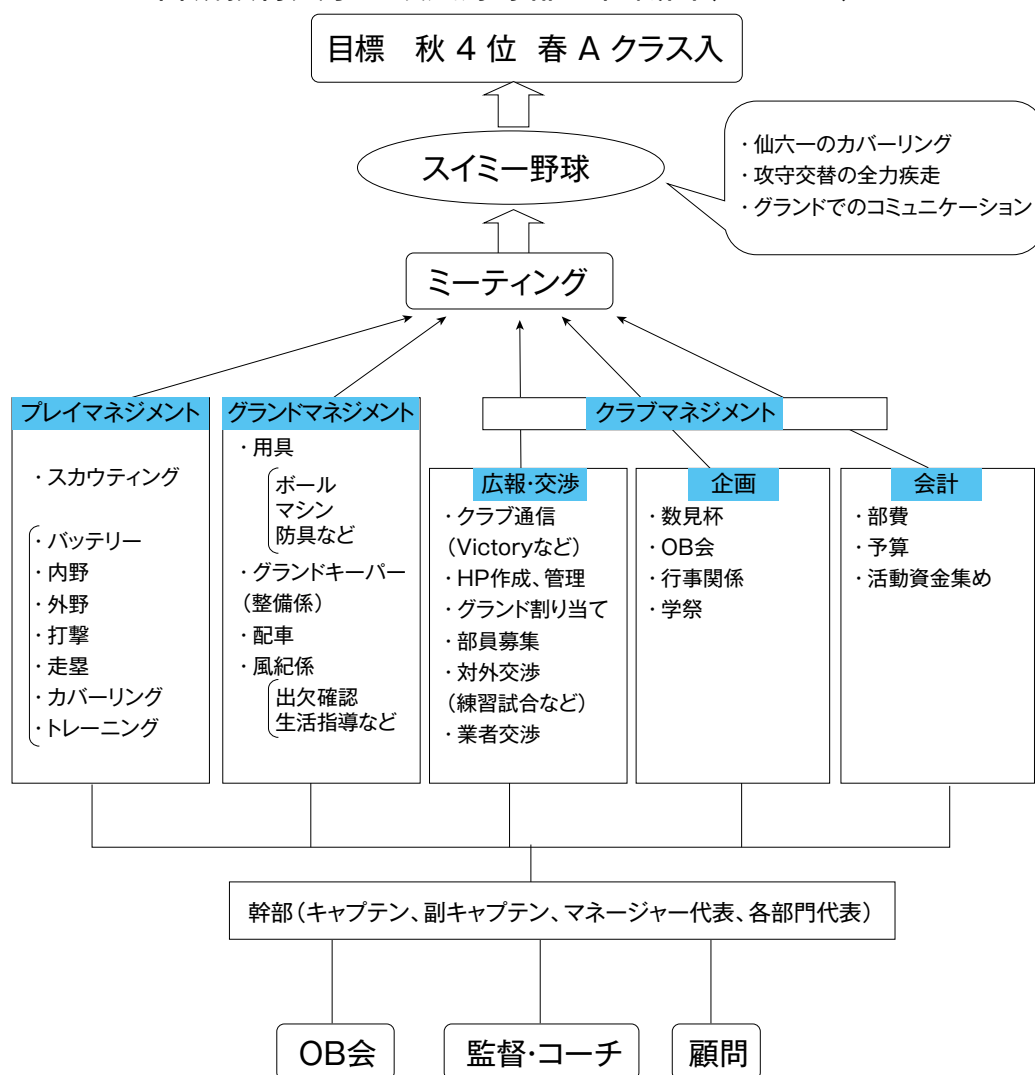 目標 秋 4 位 春 A クラス入
スイミー野球
・仙六一のカバーリング
・攻守交替の全力疾走
・グランドでのコミュニケーション
ミーティング
プレイマネジメント
・スカウティング
・バッテリー
・内野
・外野
・打撃
・走塁
・カバーリング
・トレーニング
グランドマネジメント
・用具
ボール
マシン
防具など
・グランドキーパー
(整備係)
・配車
・風紀係
出欠確認
生活指導など
クラブマネジメント
広報・交渉
・クラブ通信
(Victoryなど)
・HP作成、管理
・グランド割り当て
・部員募集
・対外交渉
(練習試合など)
・業者交渉
企画
・数見杯
・OB会
・行事関係
・学祭
会計
・部費
・予算
・活動資金集め
幹部(キャプテン、副キャプテン、マネージャー代表、各部門代表)
OB会
監督・コーチ
顧問